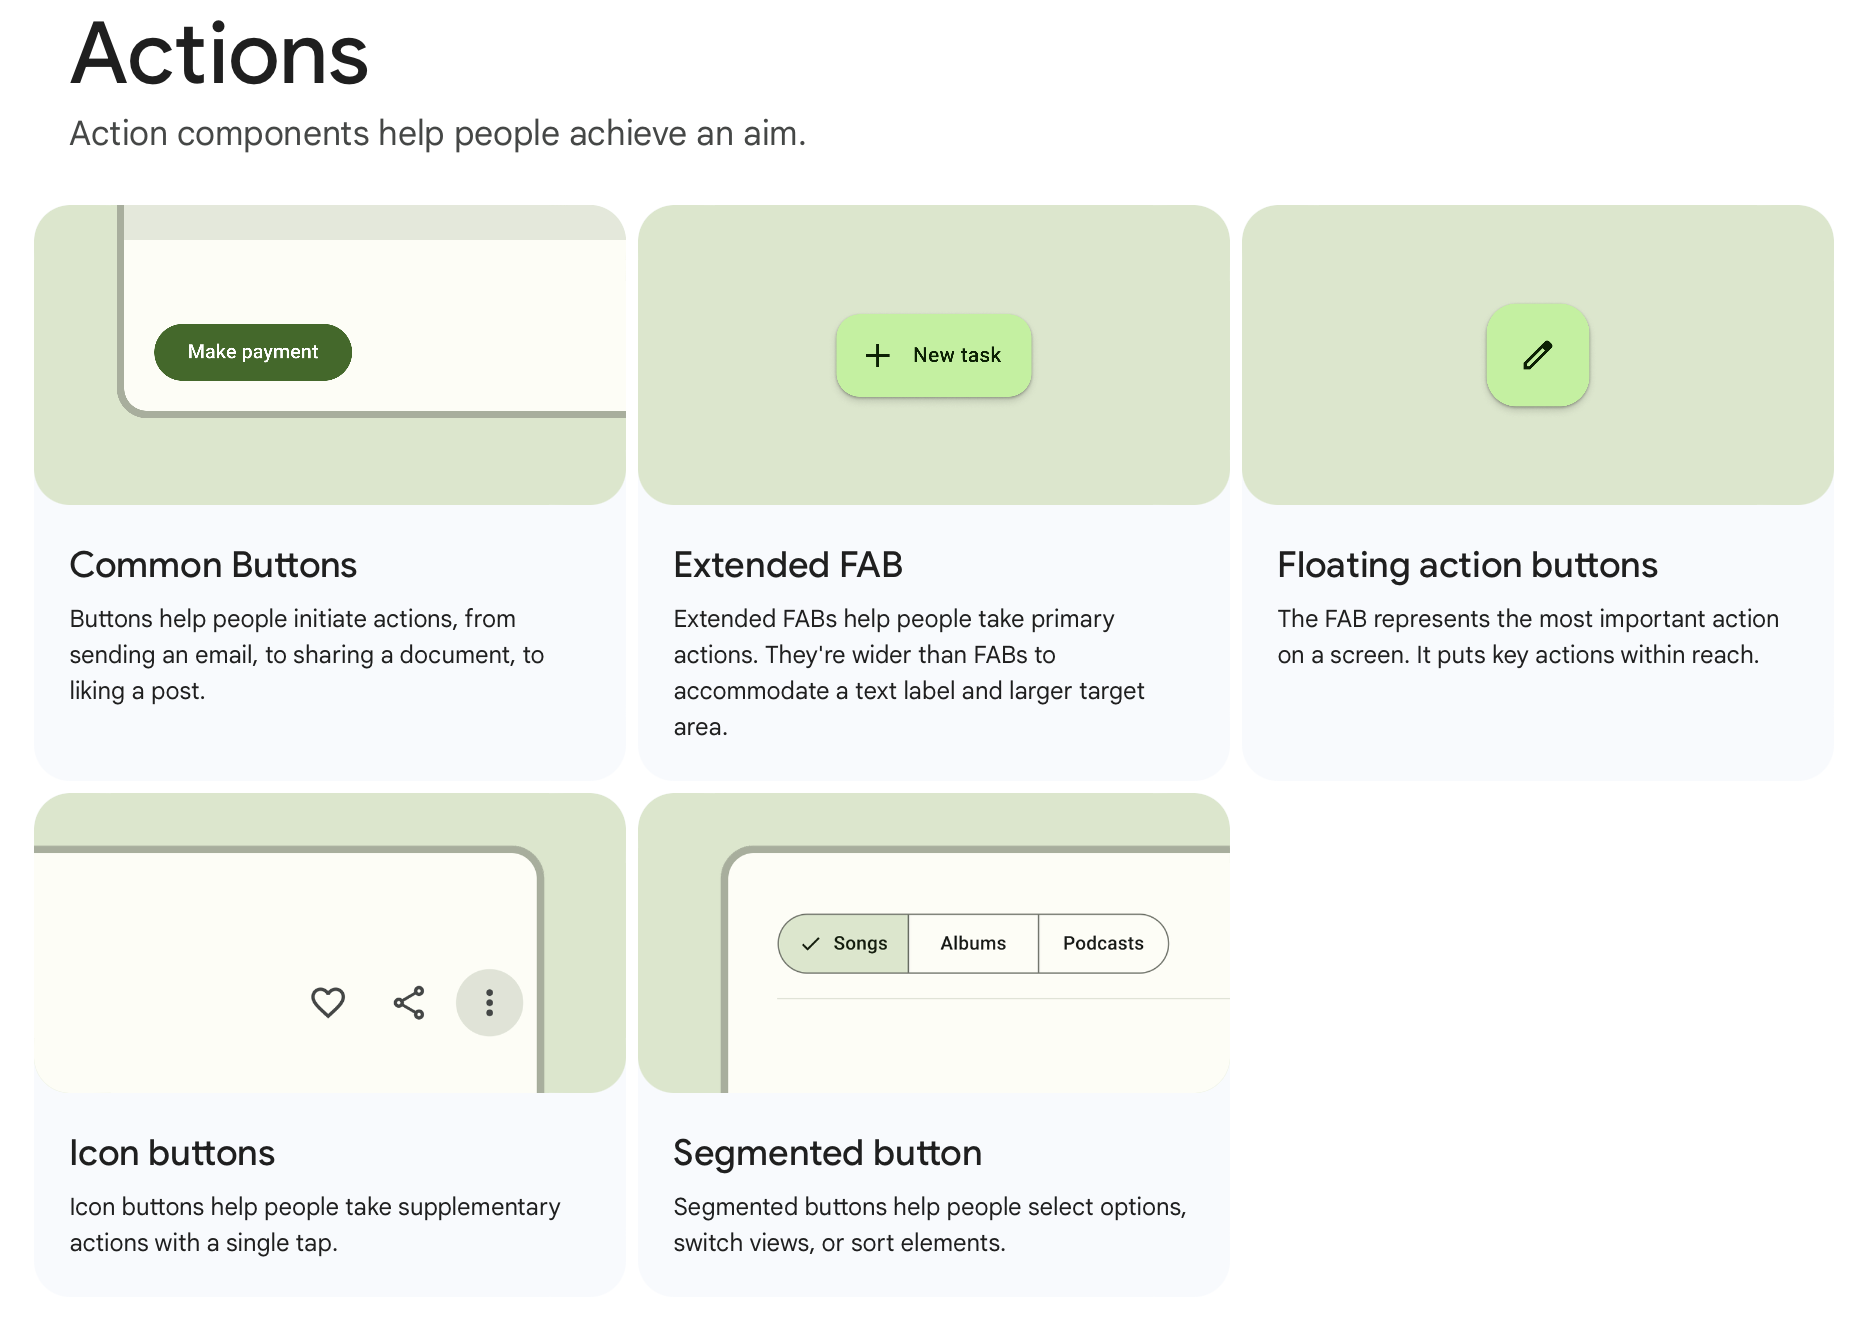 Actions
Action components help people achieve an aim.
Make payment
Common Buttons
Buttons help people initiate actions, from
sending an email, to sharing a document, to
liking a post.
New task
Extended FAB
Extended FABs help people take primary
actions. They're wider than FABs to
accommodate a text label and larger target
area.
Floating action buttons
The FAB represents the most important action
on a screen. It puts key actions within reach.
Icon buttons
Icon buttons help people take supplementary
actions with a single tap.
Songs
Albums
Podcasts
Segmented button
Segmented buttons help people select options,
switch views, or sort elements.